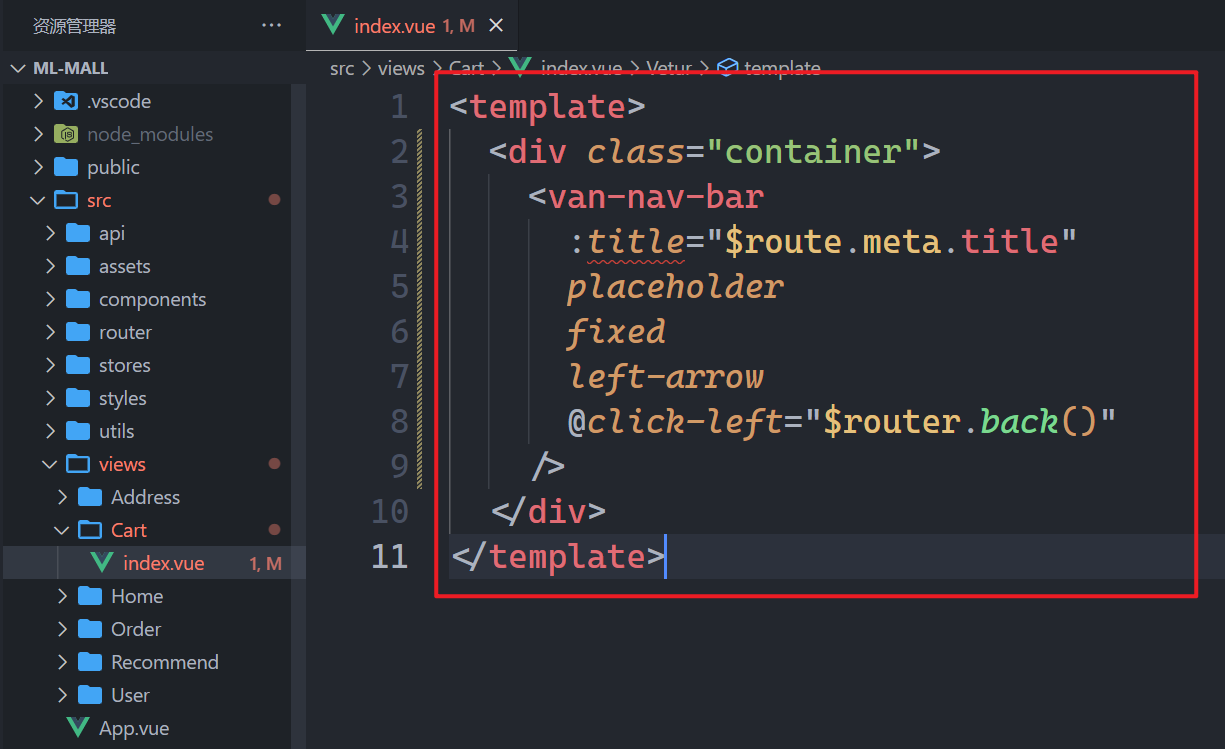 资源管理器 ...
index.vue 1, M
ML-MALL
src > views > Cart > index.vue > Vetur > template
.vscode
node_modules
public
src
api
assets
components
router
stores
styles
utils
views
Address
Cart
index.vue 1, M
Home
Order
Recommend
User
App.vue
1 <template>
2 <div class="container">
3 <van-nav-bar
4 :title="$route.meta.title"
5 placeholder
6 fixed
7 left-arrow
8 @click-left="$router.back()"
9 />
10 </div>
11 </template>